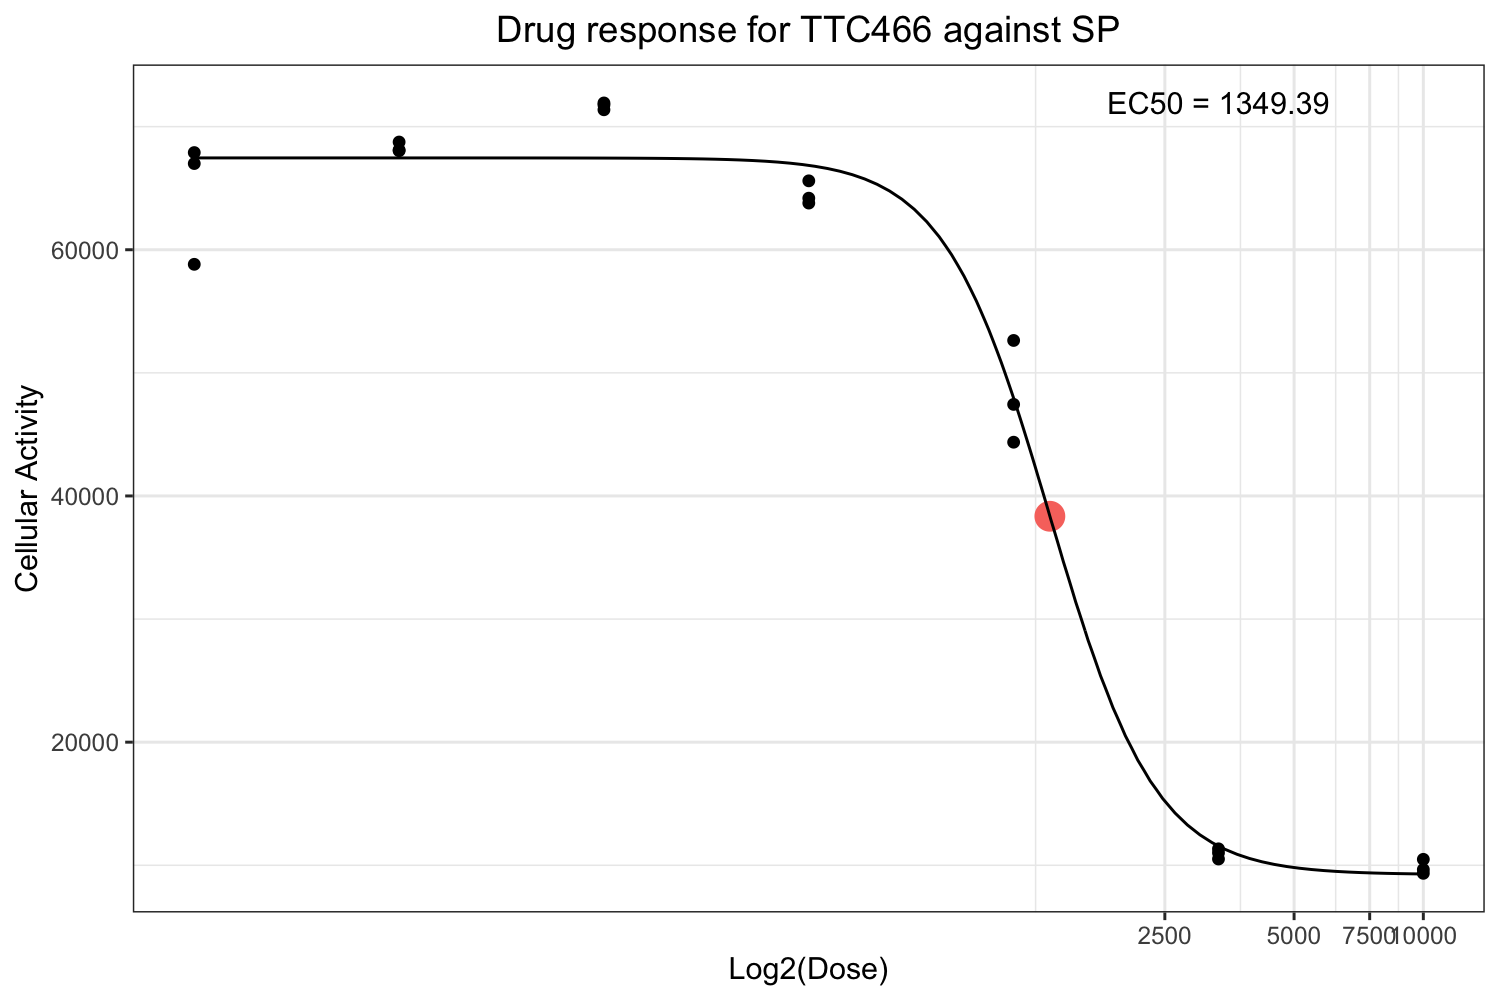 Drug response for TTC466 against SP
EC50 = 1349.39
60000
40000
20000
Cellular Activity
2500 5000 7500 10000
Log2(Dose)